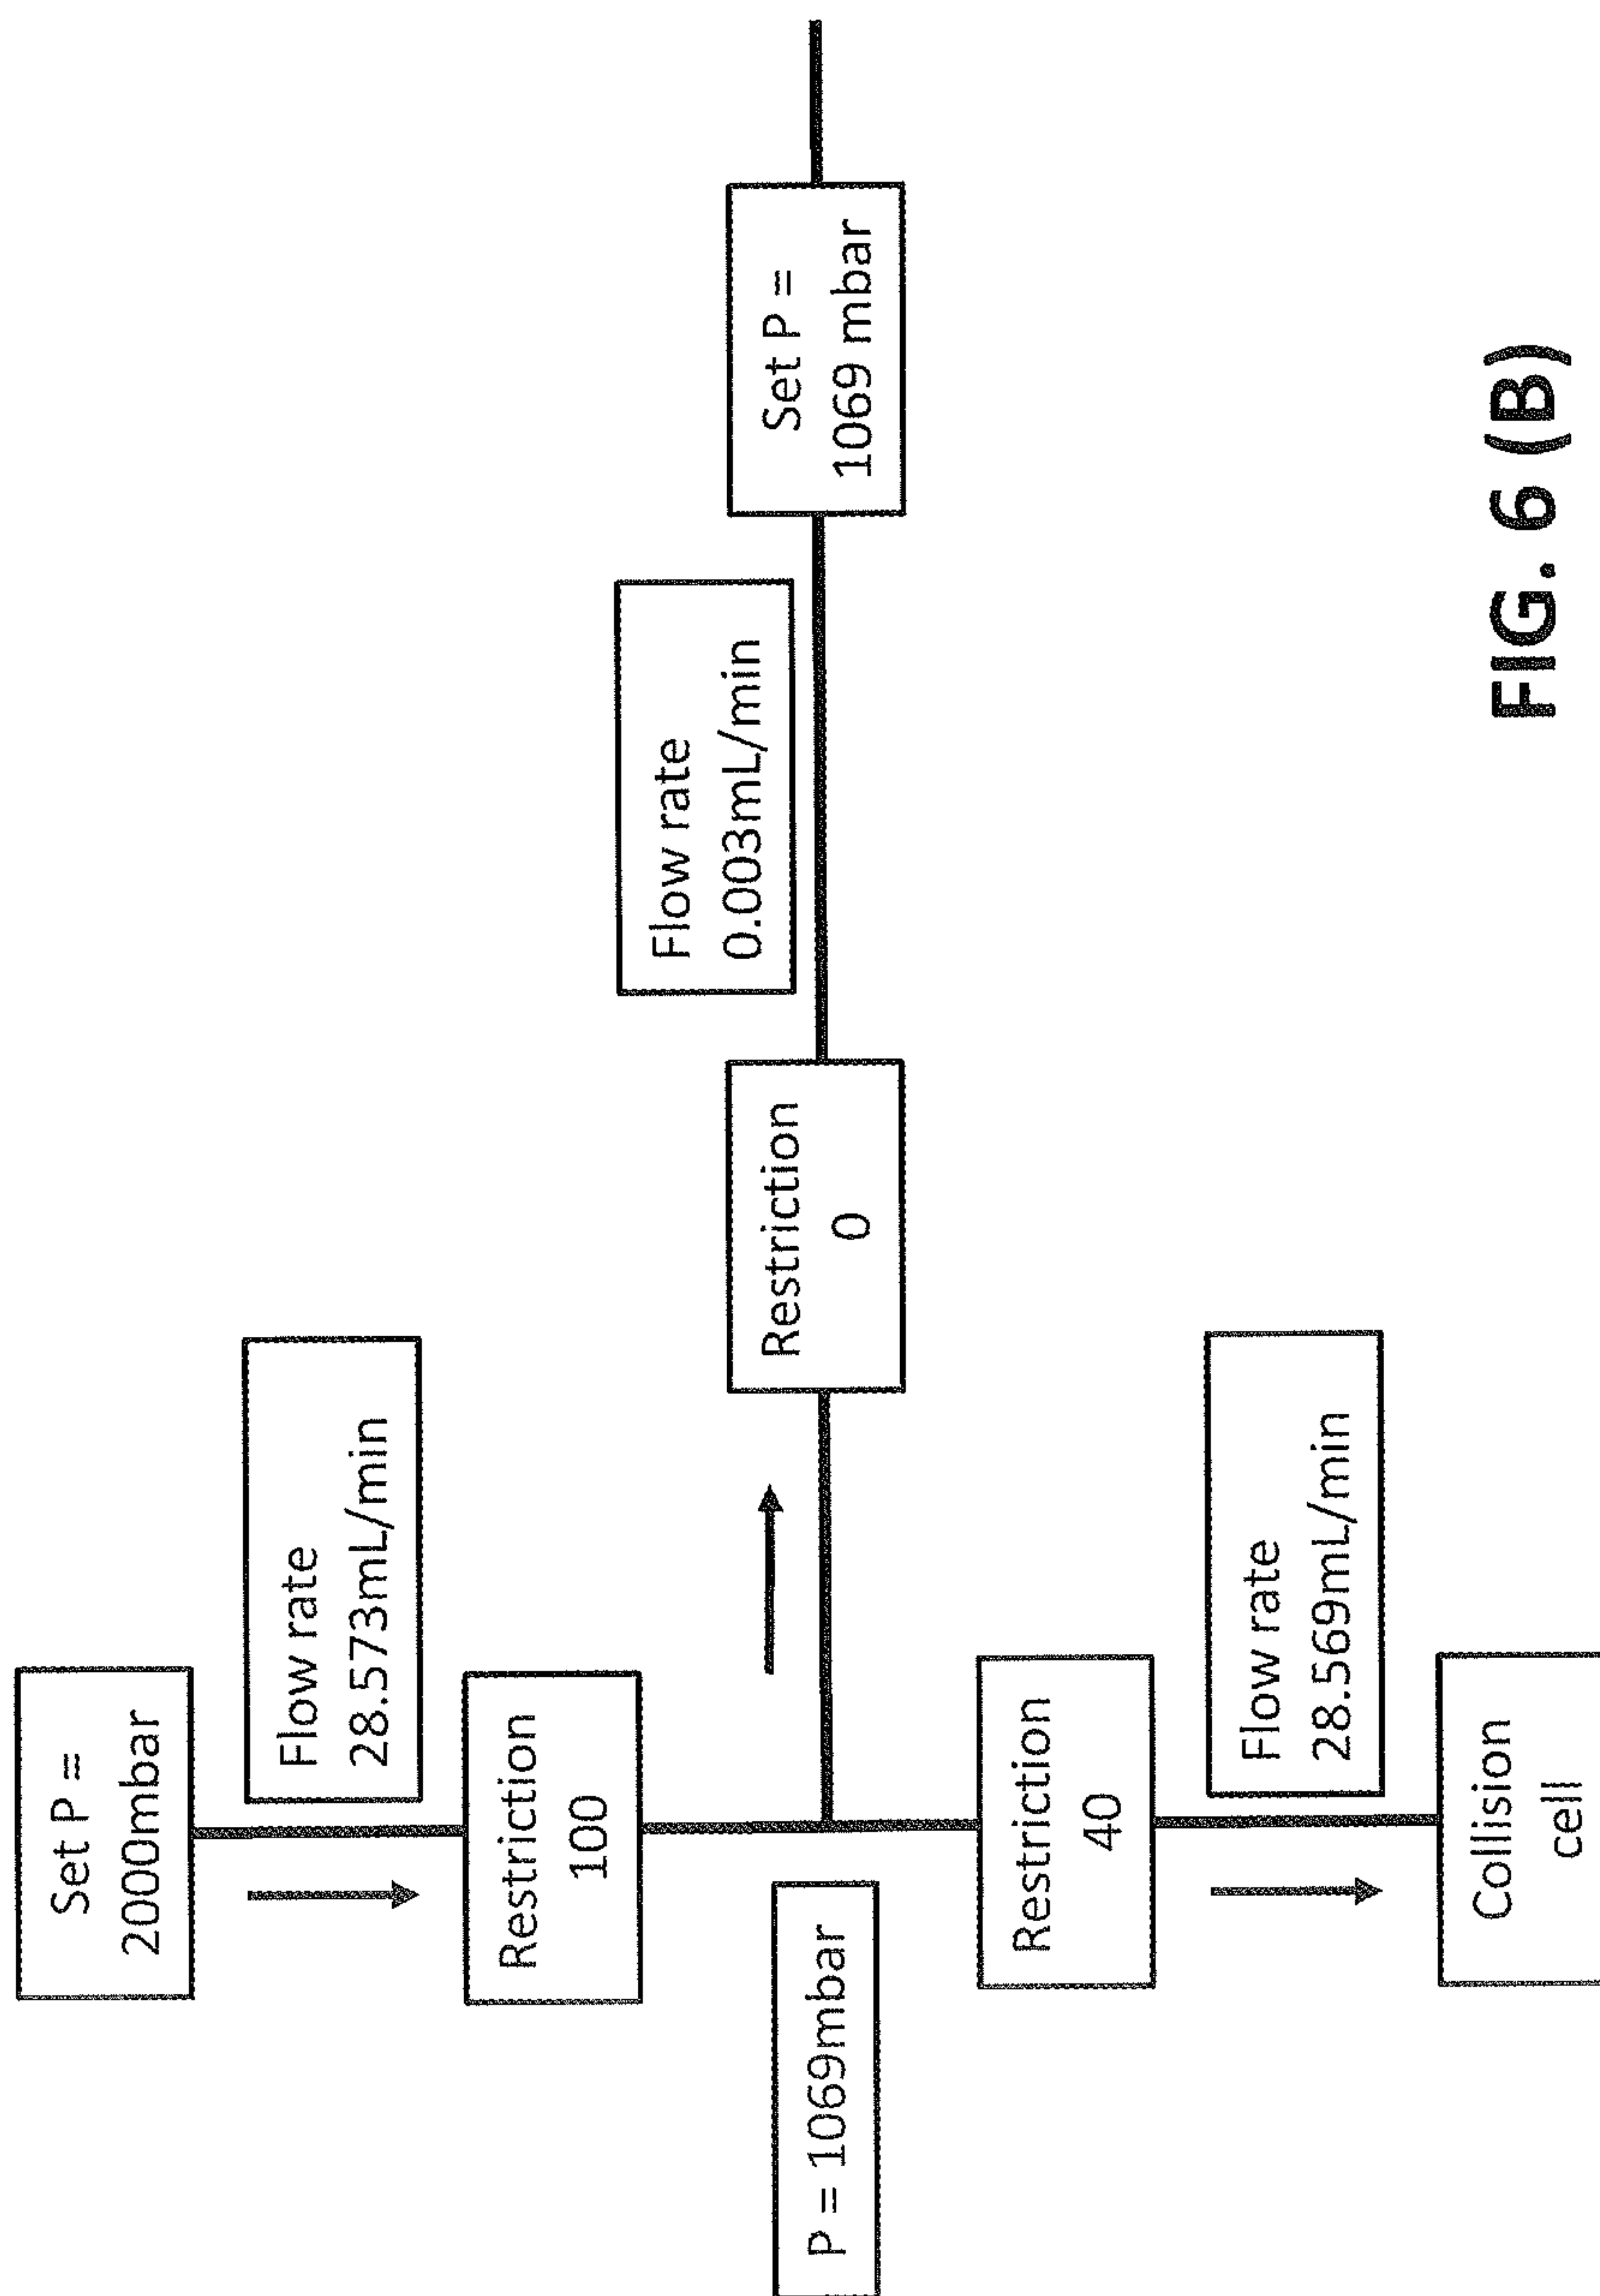 Set P =
2000mbar
Flow rate
28.573mL/min
Restriction
100
P = 1069mbar
Restriction
0
Flow rate
0.003mL/min
Set P =
1069 mbar
Restriction
40
Flow rate
28.569mL/min
Collision
cell
FIG. 6 (B)